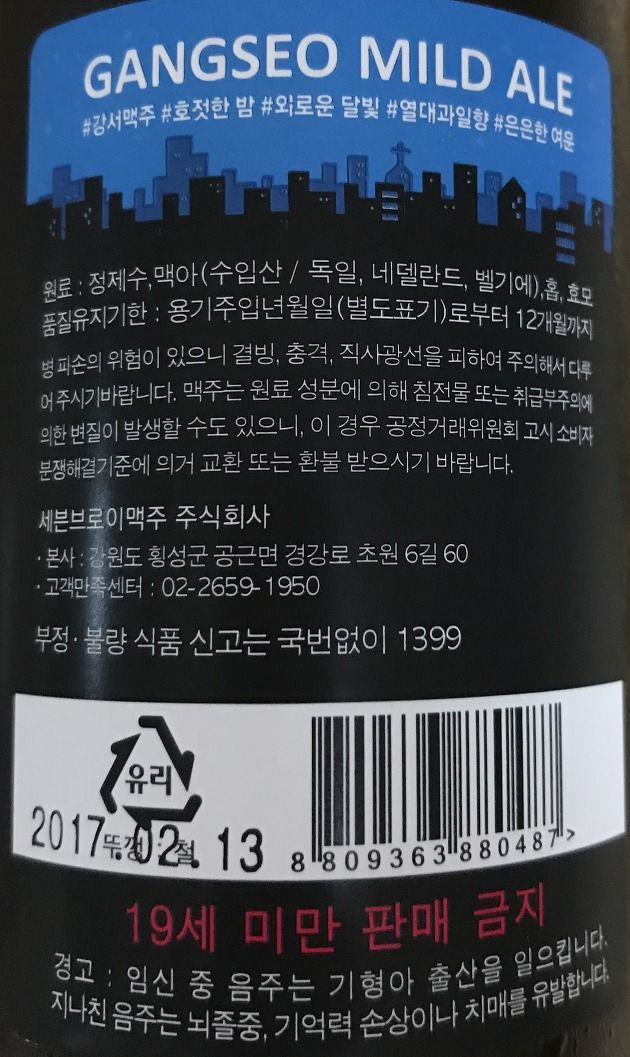 GANGSEO MILD ALE
#강서맥주 #호젓한 밤 #외로운 달빛 #열대과일향 #은은한 여운
원료 : 정제수,맥아(수입산 / 독일, 네델란드, 벨기에),홉, 효모
품질유지기한 : 용기주입년월일(별도표기)로부터 12개월까지
병 파손의 위험이 있으니 결빙, 충격, 직사광선을 피하여 주의해서 다루
어 주시기바랍니다. 맥주는 원료 성분에 의해 침전물 또는 취급부주의에
의한 변질이 발생할 수도 있으니, 이 경우 공정거래위원회 고시 소비자
분쟁해결기준에 의거 교환 또는 환불 받으시기 바랍니다.
세븐브로이맥주 주식회사
· 본사 : 강원도 횡성군 공근면 경강로 초원 6길 60
· 고객만족센터 : 02-2659-1950
부정·불량 식품 신고는 국번없이 1399
유리
뚜껑 : 철
2017.02.13
8 809363 880487 >
19세 미만 판매 금지
경고 : 임신 중 음주는 기형아 출산을 일으킵니다.
지나친 음주는 뇌졸중, 기억력 손상이나 치매를 유발합니다.